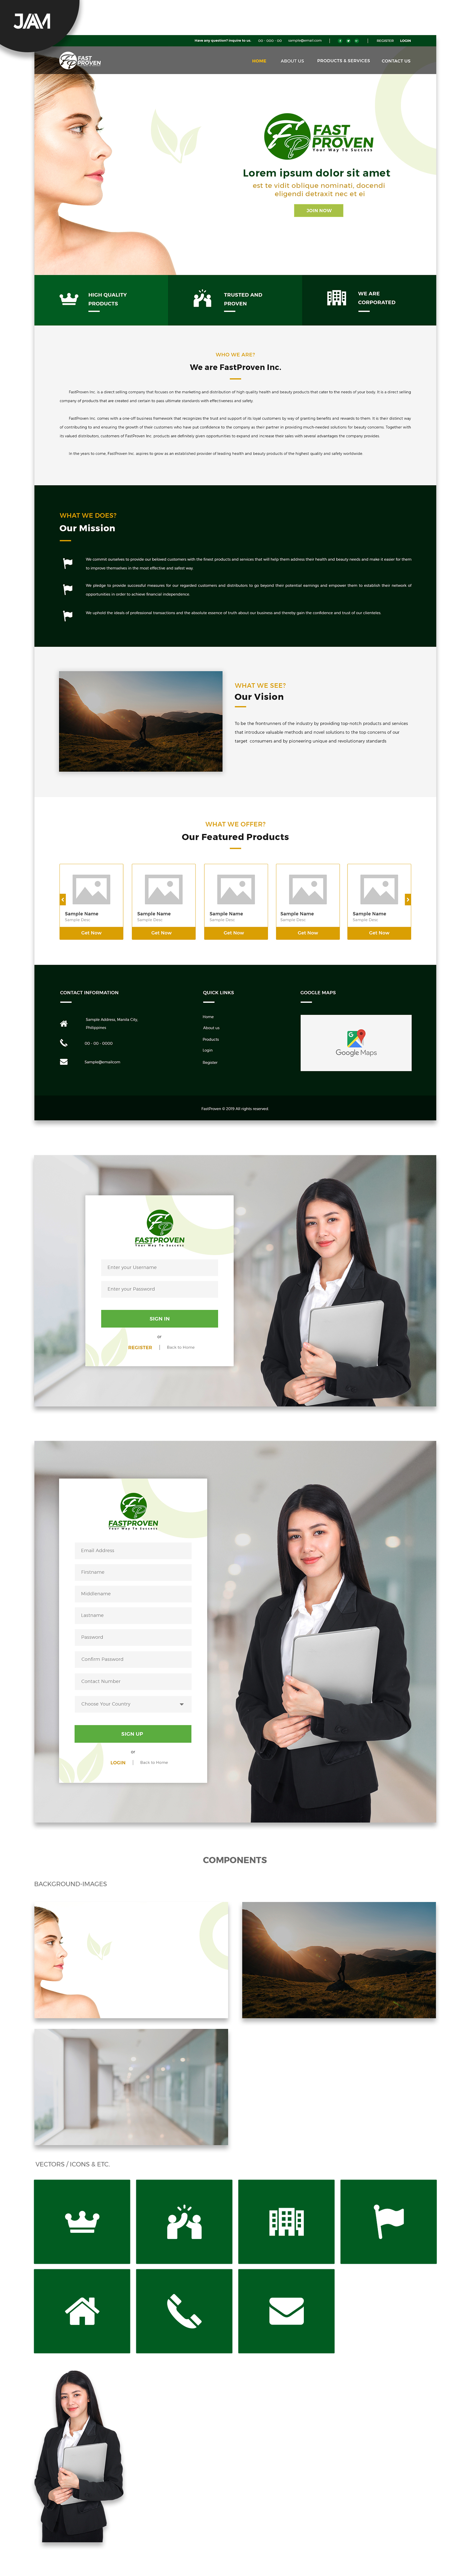 JAM
Have any question? Inquire to us. 00 - 000 - 00 sample@email.com REGISTER LOGIN
FAST PROVEN
HOME ABOUT US PRODUCTS & SERVICES CONTACT US
FAST
PROVEN
Your Way To Success
Lorem ipsum dolor sit amet
est te vidit oblique nominati, docendi
eligendi detraxit nec et ei
JOIN NOW
HIGH QUALITY
PRODUCTS
TRUSTED AND
PROVEN
WE ARE
CORPORATED
WHO WE ARE?
We are FastProven Inc.
FastProven Inc. is a direct selling company that focuses on the marketing and distribution of high quality health and beauty products that cater to the needs of your body. It is a direct selling
company of products that are created and certain to pass ultimate standards with effectiveness and safety.
FastProven Inc. comes with a one-off business framework that recognizes the trust and support of its loyal customers by way of granting benefits and rewards to them. It is their distinct way
of contributing to and ensuring the growth of their customers who have put confidence to the company as their partner in providing much-needed solutions for beauty concerns. Together with
its valued distributors, customers of FastProven Inc. products are definitely given opportunities to expand and increase their sales with several advantages the company provides.
In the years to come, FastProven Inc. aspires to grow as an established provider of leading health and beauty products of the highest quality and safety worldwide.
WHAT WE DOES?
Our Mission
We commit ourselves to provide our beloved customers with the finest products and services that will help them address their health and beauty needs and make it easier for them
to improve themselves in the most effective and safest way.
We pledge to provide successful measures for our regarded customers and distributors to go beyond their potential earnings and empower them to establish their network of
opportunities in order to achieve financial independence.
We uphold the ideals of professional transactions and the absolute essence of truth about our business and thereby gain the confidence and trust of our clienteles.
WHAT WE SEE?
Our Vision
To be the frontrunners of the industry by providing top-notch products and services
that introduce valuable methods and novel solutions to the top concerns of our
target consumers and by pioneering unique and revolutionary standards
WHAT WE OFFER?
Our Featured Products
Sample Name Sample Name Sample Name Sample Name Sample Name
Sample Desc Sample Desc Sample Desc Sample Desc Sample Desc
Get Now Get Now Get Now Get Now Get Now
CONTACT INFORMATION
Sample Address, Manila City,
Philippines
00 - 00 - 0000
Sample@email.com
QUICK LINKS
Home
About us
Products
Login
Register
GOOGLE MAPS
Google Maps
FastProven © 2019 All rights reserved.
FASTPROVEN
Your Way To Success
Enter your Username
Enter your Password
SIGN IN
or
REGISTER | Back to Home
FASTPROVEN
Your Way To Success
Email Address
Firstname
Middlename
Lastname
Password
Confirm Password
Contact Number
Choose Your Country
SIGN UP
or
LOGIN | Back to Home
COMPONENTS
BACKGROUND-IMAGES
VECTORS / ICONS & ETC.